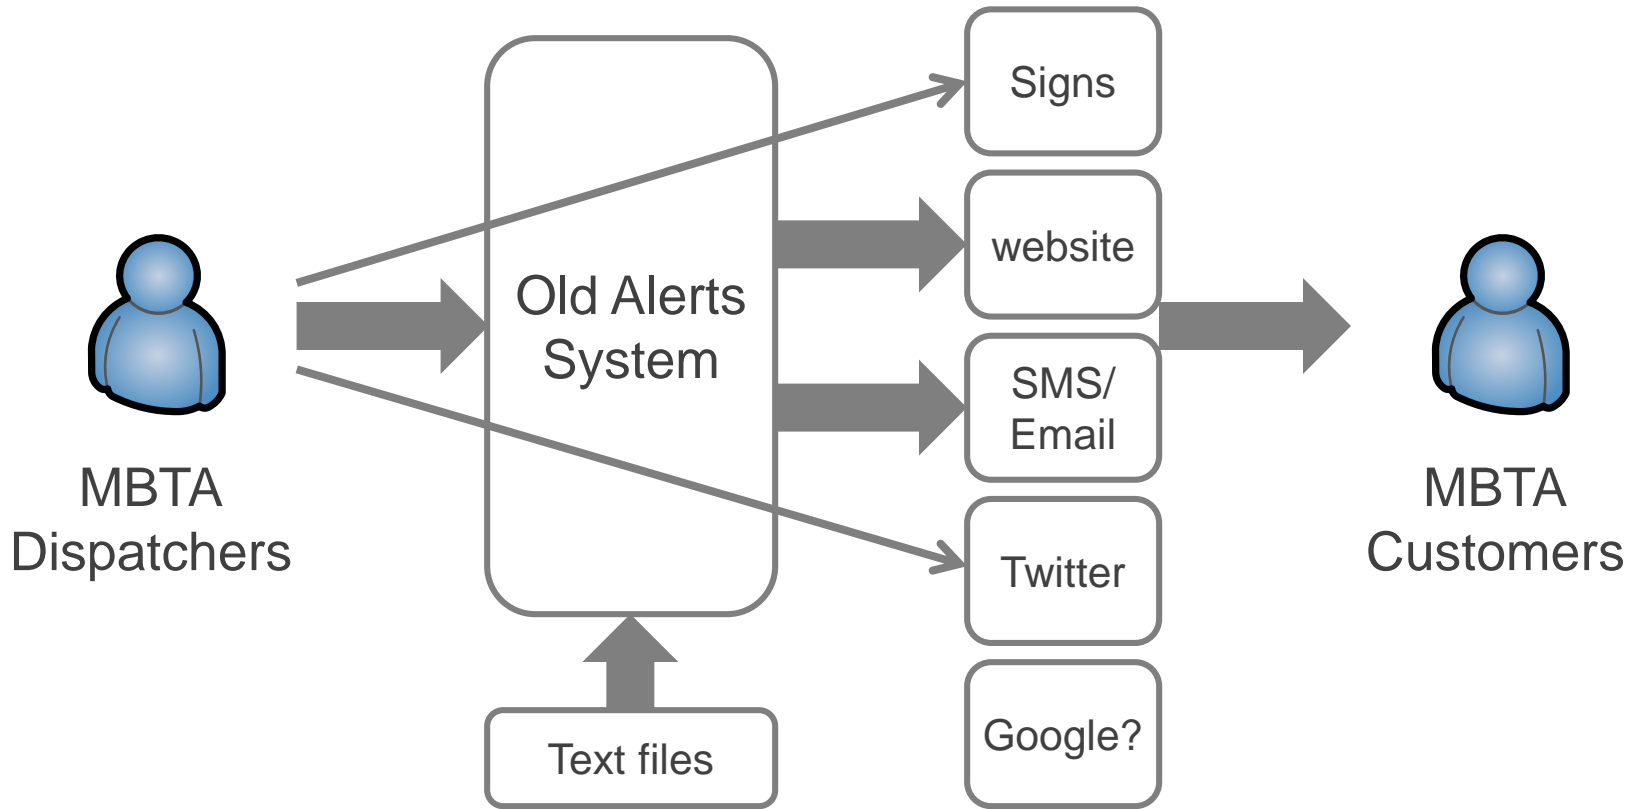 MBTA
Dispatchers
Old Alerts
System
Text files
Signs
website
SMS/
Email
Twitter
Google?
MBTA
Customers